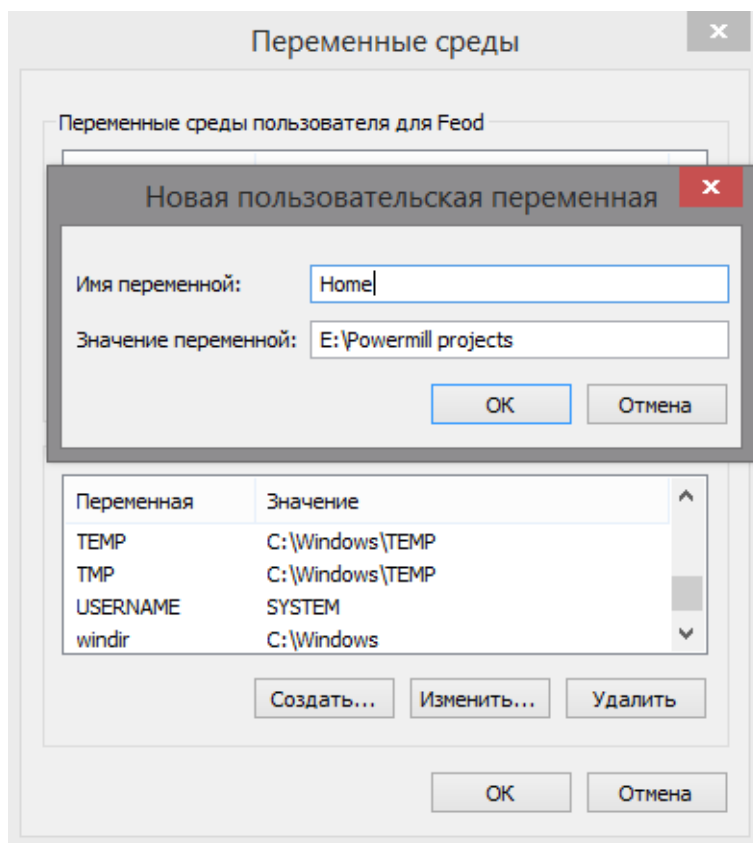 Переменные среды
Переменные среды пользователя для Feod
Новая пользовательская переменная
Имя переменной: Home
Значение переменной: E:\Powermill projects
OK Отмена
Переменная Значение
TEMP C:\Windows\TEMP
TMP C:\Windows\TEMP
USERNAME SYSTEM
windir C:\Windows
Создать... Изменить... Удалить
OK Отмена